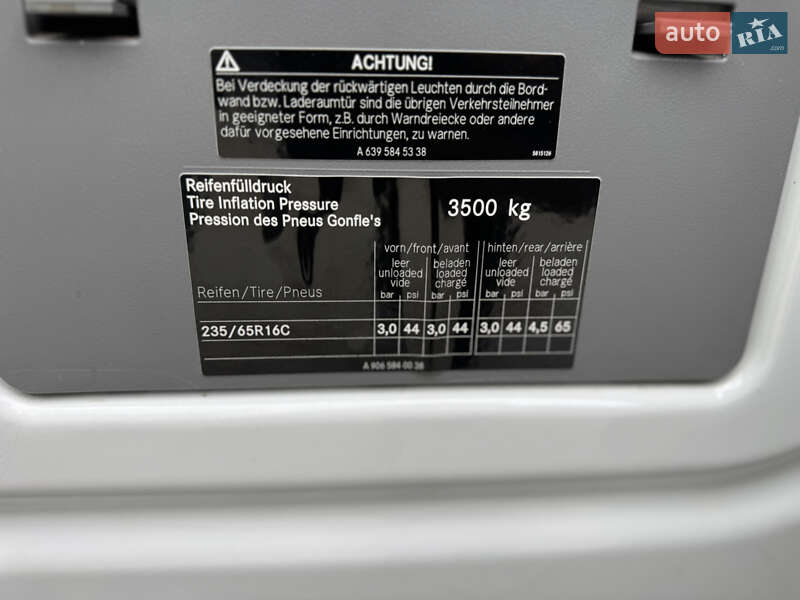 auto RIA.com
ACHTUNG!
Bei Verdeckung der rückwärtigen Leuchten durch die Bord-
wand bzw. Laderaumtür sind die übrigen Verkehrsteilnehmer
in geeigneter Form, z.B. durch Warndreiecke oder andere
dafür vorgesehene Einrichtungen, zu warnen.
A 639 584 53 38
S815120
Reifenfülldruck
Tire Inflation Pressure
Pression des Pneus Gonfle's
3500 kg
vorn/front/avant hinten/rear/arrière
leer beladen leer beladen
unloaded loaded unloaded loaded
vide chargé vide chargé
Reifen/Tire/Pneus bar psi bar psi bar psi bar psi
235/65R16C 3,0 44 3,0 44 3,0 44 4,5 65
A 906 584 00 38